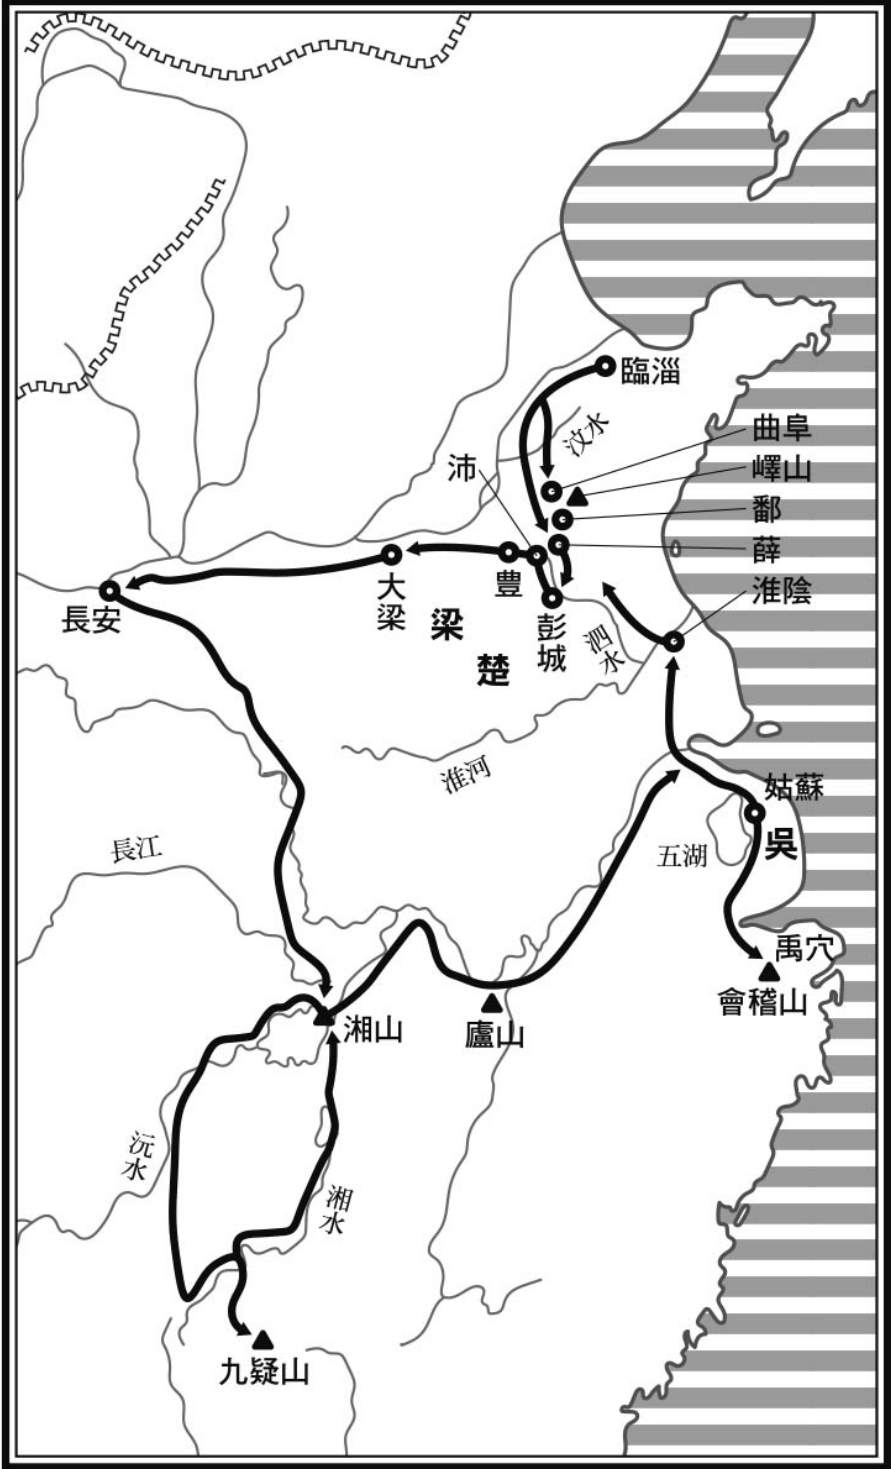 臨淄
汶水
曲阜
嶧山
鄱
薛
淮陰
沛
豊
大梁
長安
梁
楚
彭城
泗水
淮河
姑蘇
吳
五湖
長江
禹穴
會稽山
湘山
廬山
沅水
湘水
九疑山